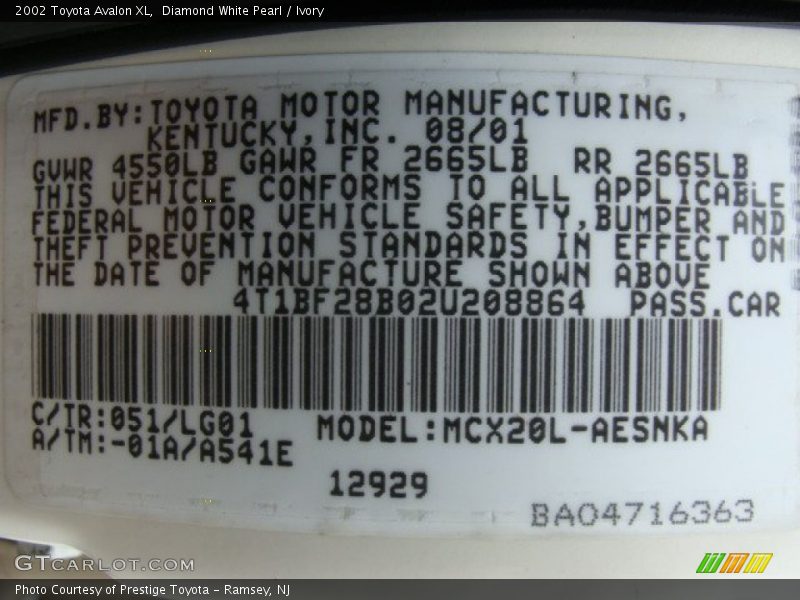 2002 Toyota Avalon XL,  Diamond White Pearl / Ivory
MFD.BY:TOYOTA MOTOR MANUFACTURING,
KENTUCKY,INC. 08/01
GVWR 4550LB GAWR FR 2665LB  RR 2665LB
THIS VEHICLE CONFORMS TO ALL APPLICABLE
FEDERAL MOTOR VEHICLE SAFETY,BUMPER AND
THEFT PREVENTION STANDARDS IN EFFECT ON
THE DATE OF MANUFACTURE SHOWN ABOVE
4T1BF28B02U208864  PASS.CAR
C/TR:051/LG01  MODEL:MCX20L-AESNKA
A/TM:-01A/A541E
12929
BA04716363
GTCARLOT.COM
Photo Courtesy of Prestige Toyota - Ramsey, NJ